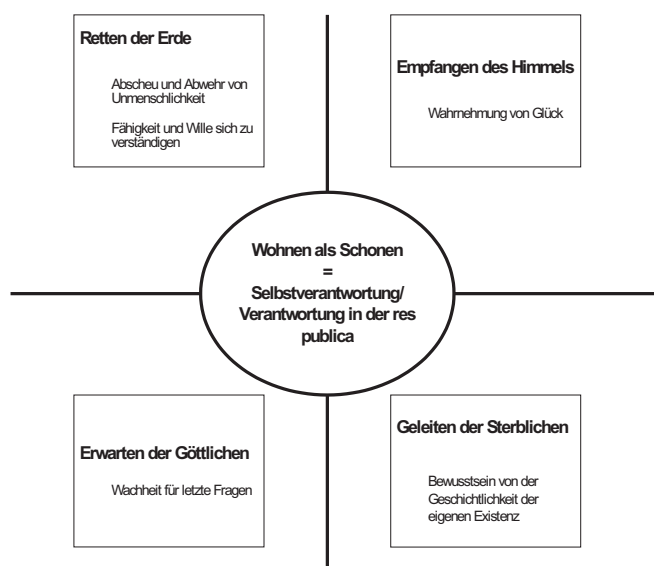 Retten der Erde
Abscheu und Abwehr von
Unmenschlichkeit
Fähigkeit und Wille sich zu
verständigen
Empfangen des Himmels
Wahrnehmung von Glück
Wohnen als Schonen
=
Selbstverantwortung/
Verantwortung in der res
publica
Erwarten der Göttlichen
Wachheit für letzte Fragen
Geleiten der Sterblichen
Bewusstsein von der
Geschichtlichkeit der
eigenen Existenz